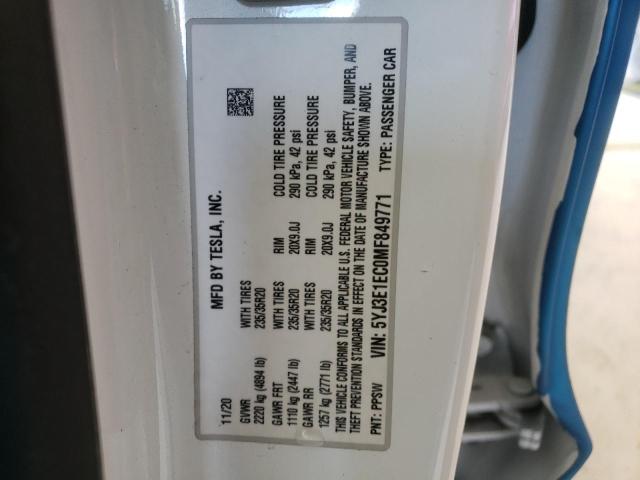 MFD BY TESLA, INC.
11/20
GVWR WITH TIRES
2220 kg (4894 lb) 235/35R20
GAWR FRT WITH TIRES RIM COLD TIRE PRESSURE
1110 kg (2447 lb) 235/35R20 20X9.0J 290 kPa, 42 psi
GAWR RR WITH TIRES RIM COLD TIRE PRESSURE
1257 kg (2771 lb) 235/35R20 20X9.0J 290 kPa, 42 psi
THIS VEHICLE CONFORMS TO ALL APPLICABLE U.S. FEDERAL MOTOR VEHICLE SAFETY, BUMPER, AND
THEFT PREVENTION STANDARDS IN EFFECT ON THE DATE OF MANUFACTURE SHOWN ABOVE.
PNT: PPSW VIN: 5YJ3E1EC0MF849771 TYPE: PASSENGER CAR